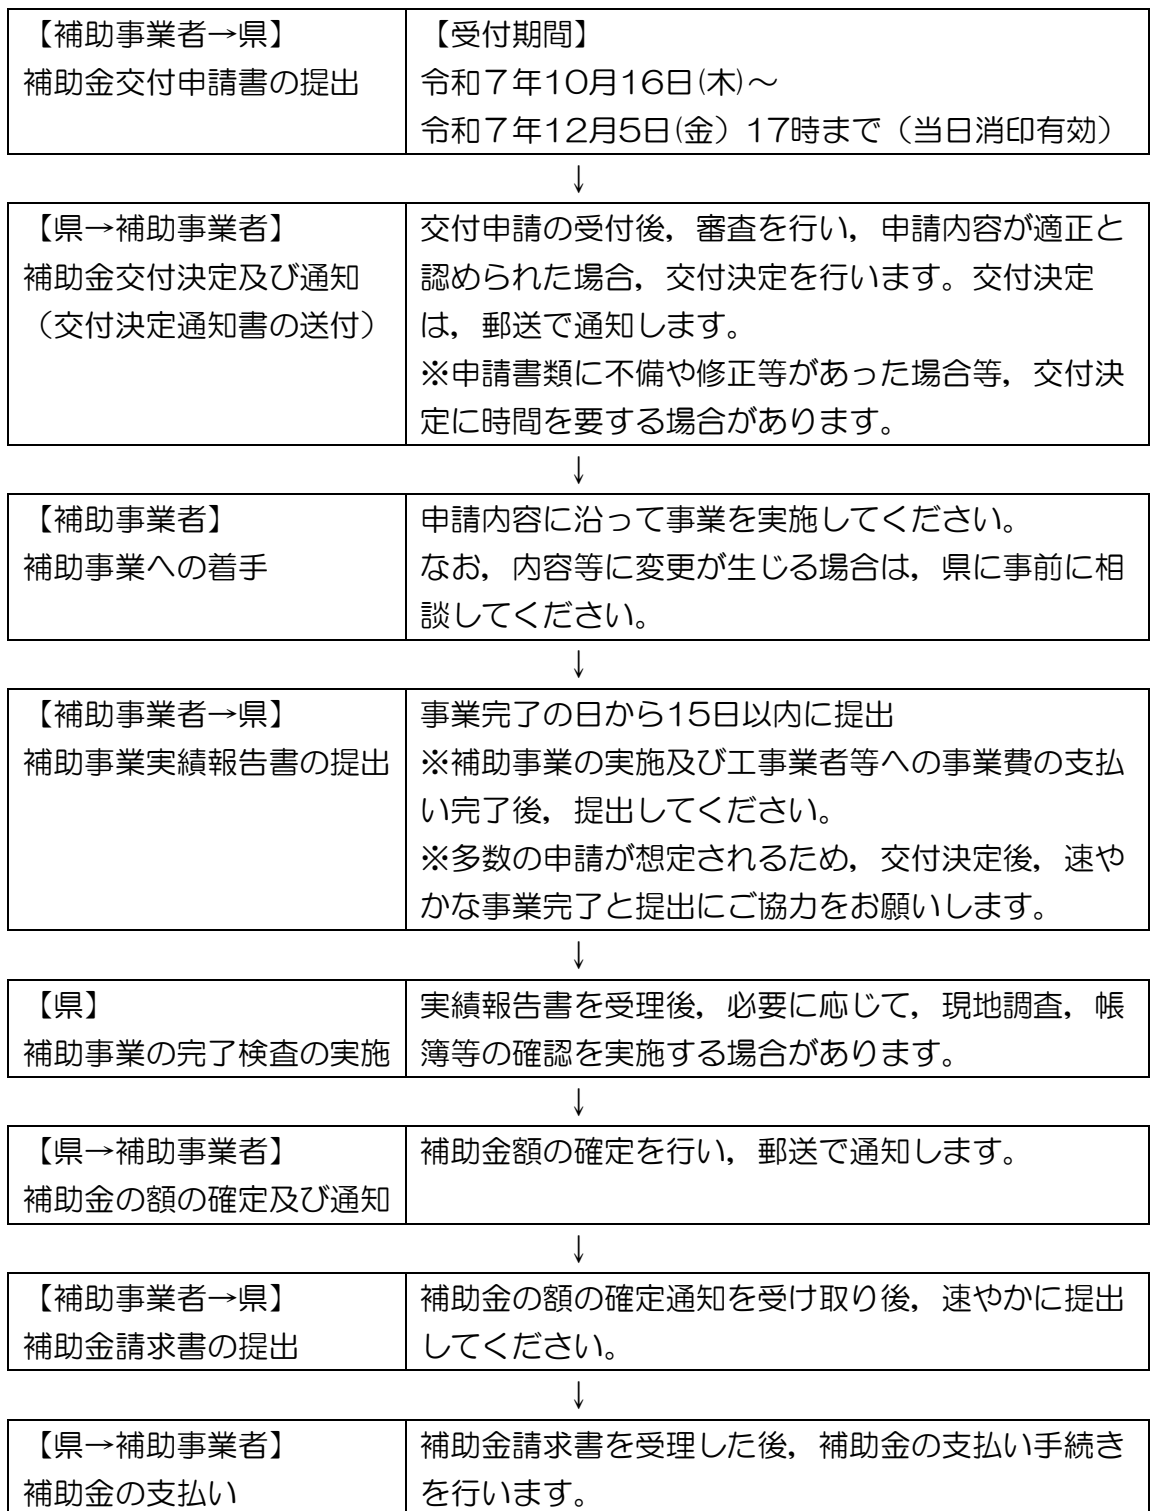 【補助事業者→県】
補助金交付申請書の提出
【受付期間】
令和７年10月16日(木)～
令和７年12月5日(金）17時まで（当日消印有効）
↓
【県→補助事業者】
補助金交付決定及び通知
（交付決定通知書の送付）
交付申請の受付後，審査を行い，申請内容が適正と
認められた場合，交付決定を行います。交付決定
は，郵送で通知します。
※申請書類に不備や修正等があった場合等，交付決
定に時間を要する場合があります。
↓
【補助事業者】
補助事業への着手
申請内容に沿って事業を実施してください。
なお，内容等に変更が生じる場合は，県に事前に相
談してください。
↓
【補助事業者→県】
補助事業実績報告書の提出
事業完了の日から15日以内に提出
※補助事業の実施及び工事業者等への事業費の支払
い完了後，提出してください。
※多数の申請が想定されるため，交付決定後，速や
かな事業完了と提出にご協力をお願いします。
↓
【県】
補助事業の完了検査の実施
実績報告書を受理後，必要に応じて，現地調査，帳
簿等の確認を実施する場合があります。
↓
【県→補助事業者】
補助金の額の確定及び通知
補助金額の確定を行い，郵送で通知します。
↓
【補助事業者→県】
補助金請求書の提出
補助金の額の確定通知を受け取り後，速やかに提出
してください。
↓
【県→補助事業者】
補助金の支払い
補助金請求書を受理した後，補助金の支払い手続き
を行います。